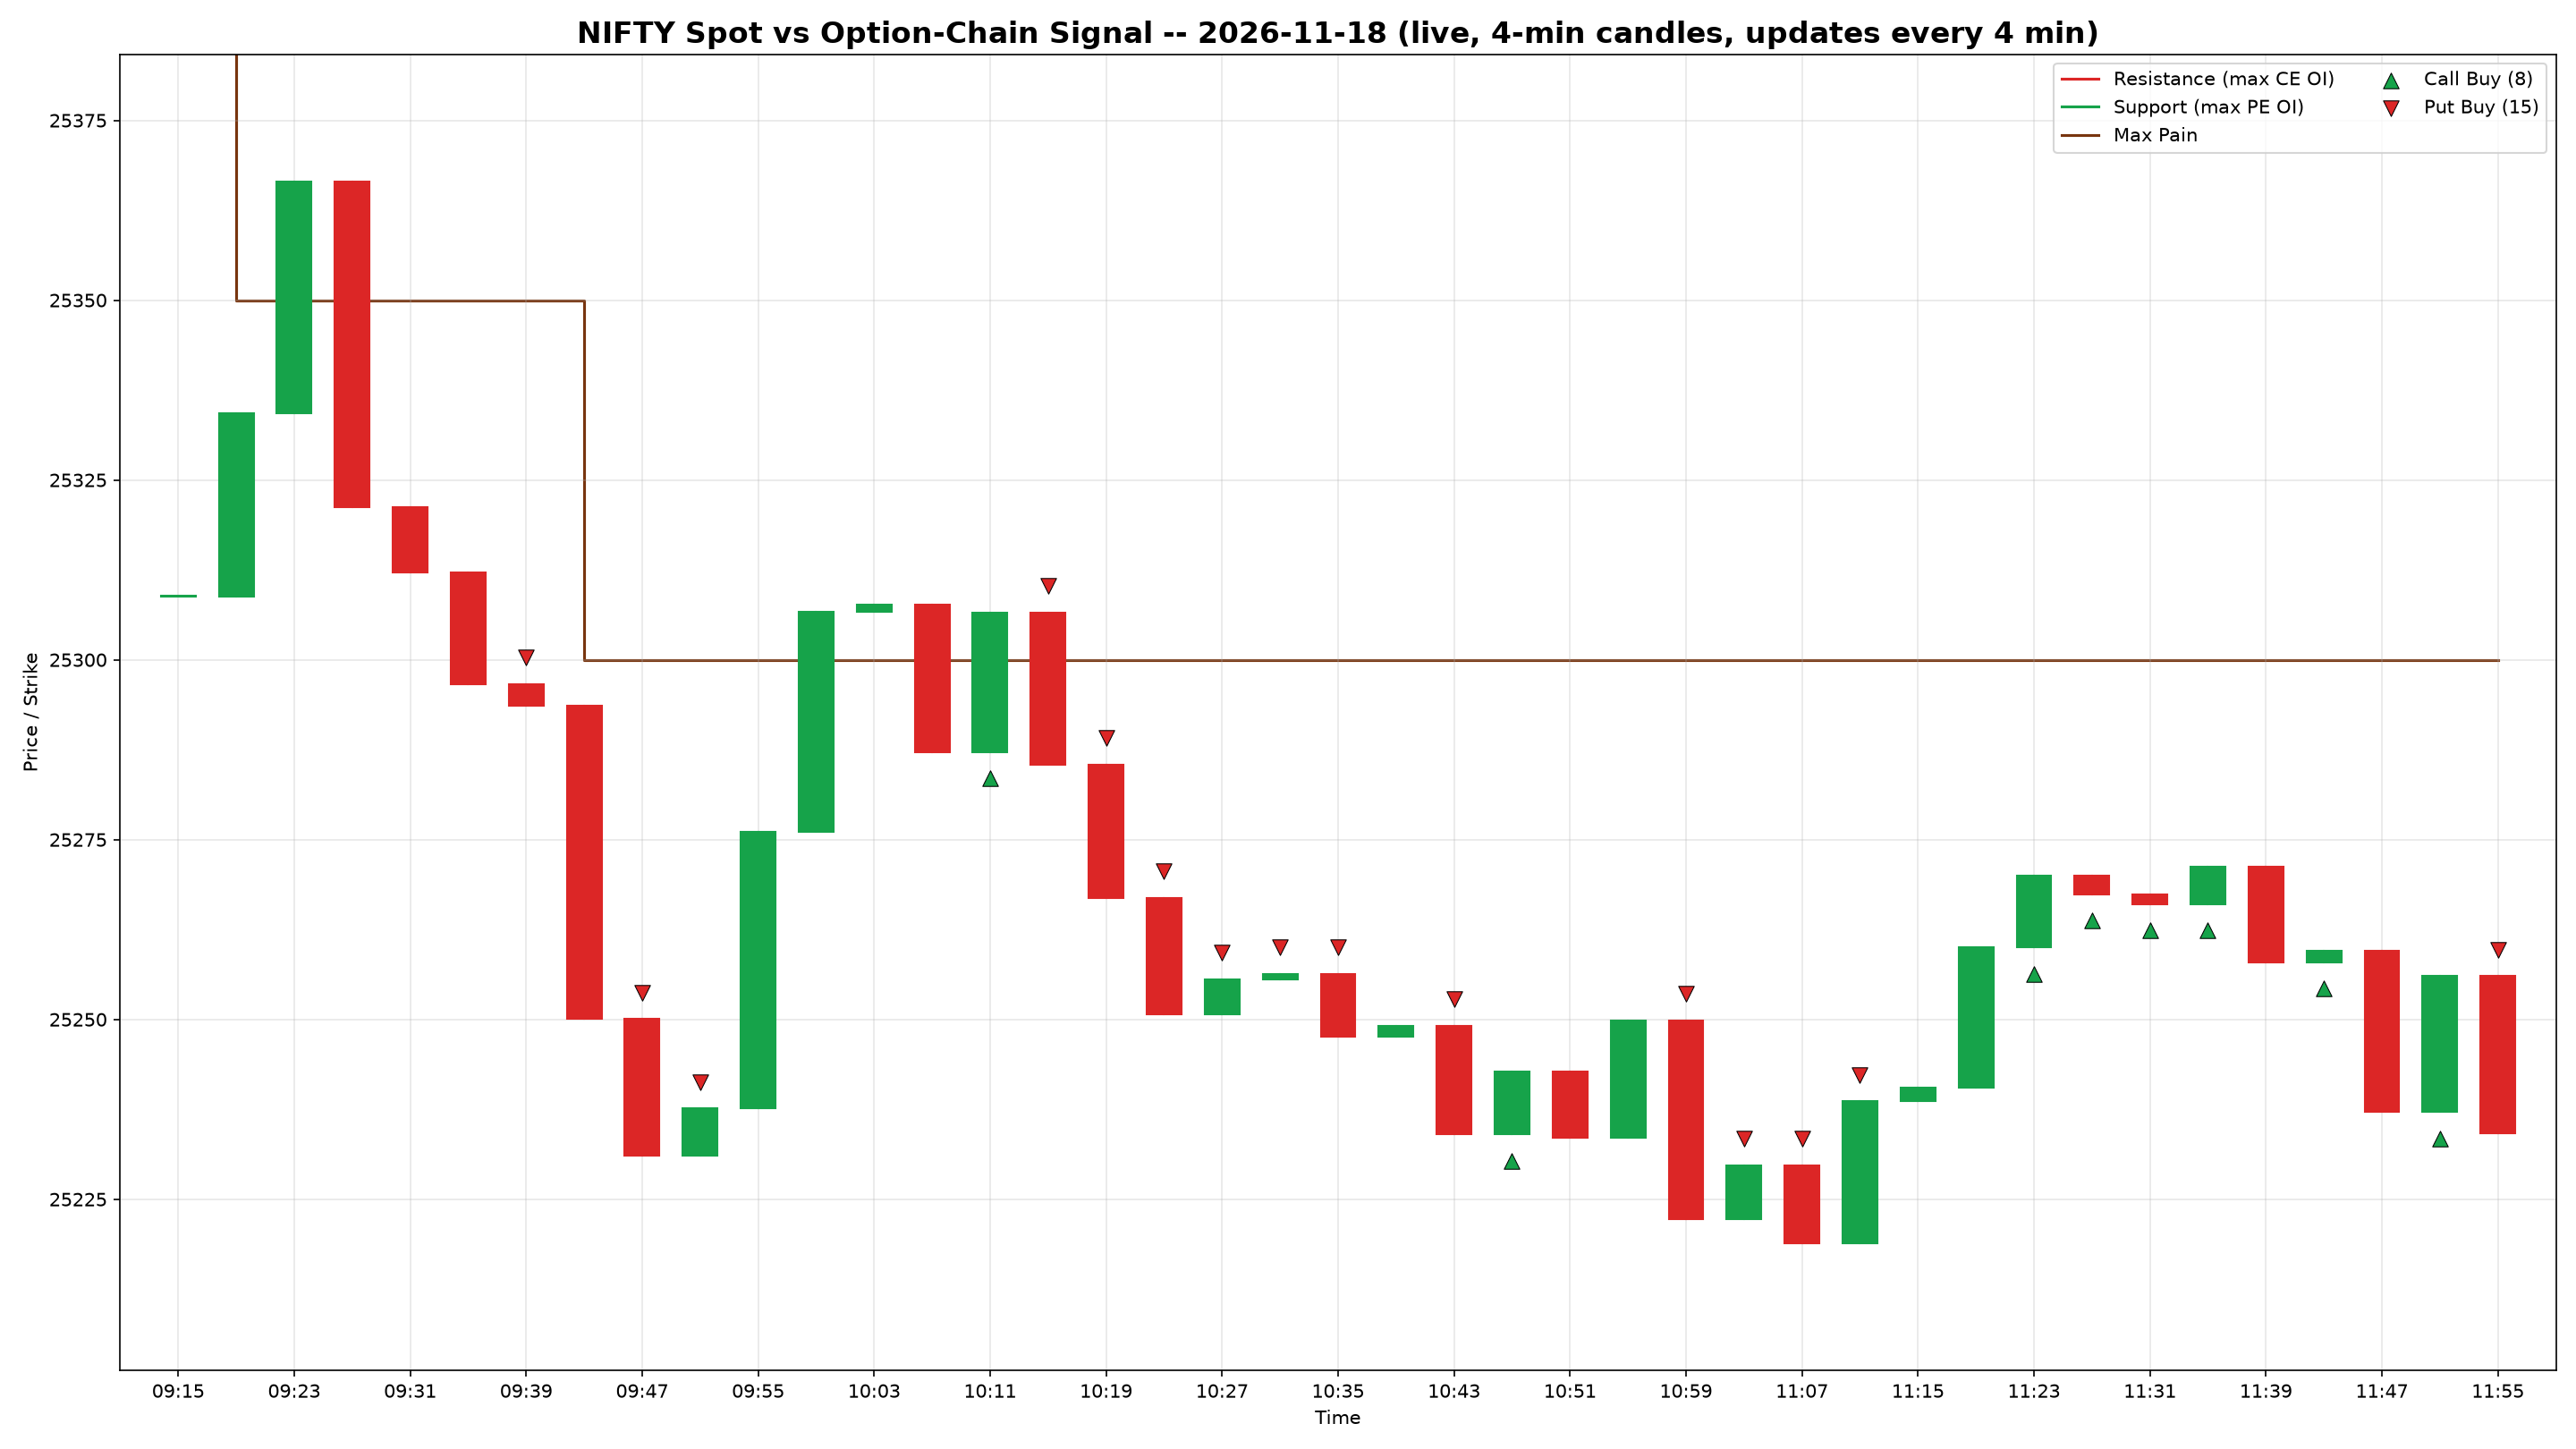 NIFTY Spot vs Option-Chain Signal -- 2026-11-18 (live, 4-min candles, updates every 4 min)
Resistance (max CE OI)
Support (max PE OI)
Max Pain
Call Buy (8)
Put Buy (15)
Price / Strike
25375
25350
25325
25300
25275
25250
25225
09:15 09:23 09:31 09:39 09:47 09:55 10:03 10:11 10:19 10:27 10:35 10:43 10:51 10:59 11:07 11:15 11:23 11:31 11:39 11:47 11:55
Time